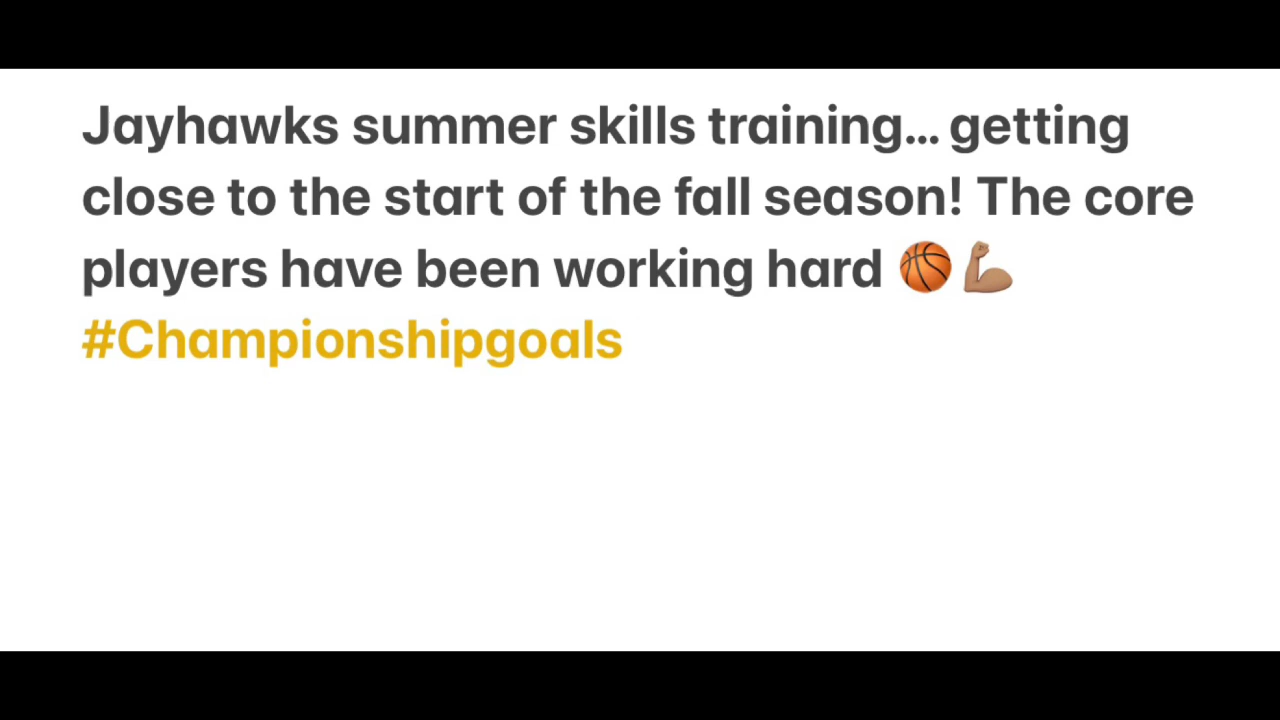 Jayhawks summer skills training... getting
close to the start of the fall season! The core
players have been working hard 🏀💪🏽
#Championshipgoals